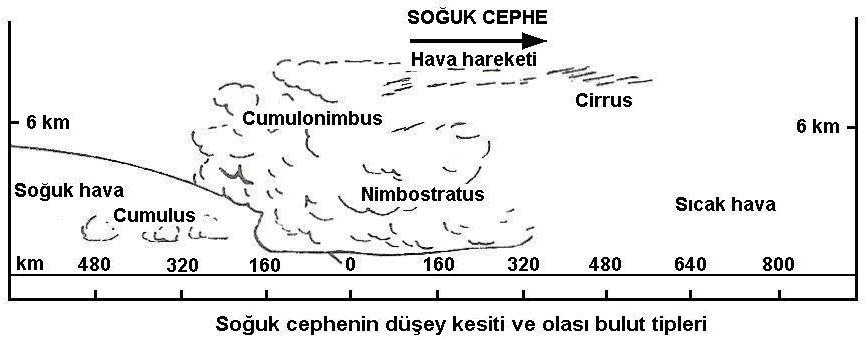 SOĞUK CEPHE
Hava hareketi
Cirrus
Cumulonimbus
6 km
6 km
Soğuk hava
Nimbostratus
Sıcak hava
Cumulus
km 480 320 160 0 160 320 480 640 800
Soğuk cephenin düşey kesiti ve olası bulut tipleri